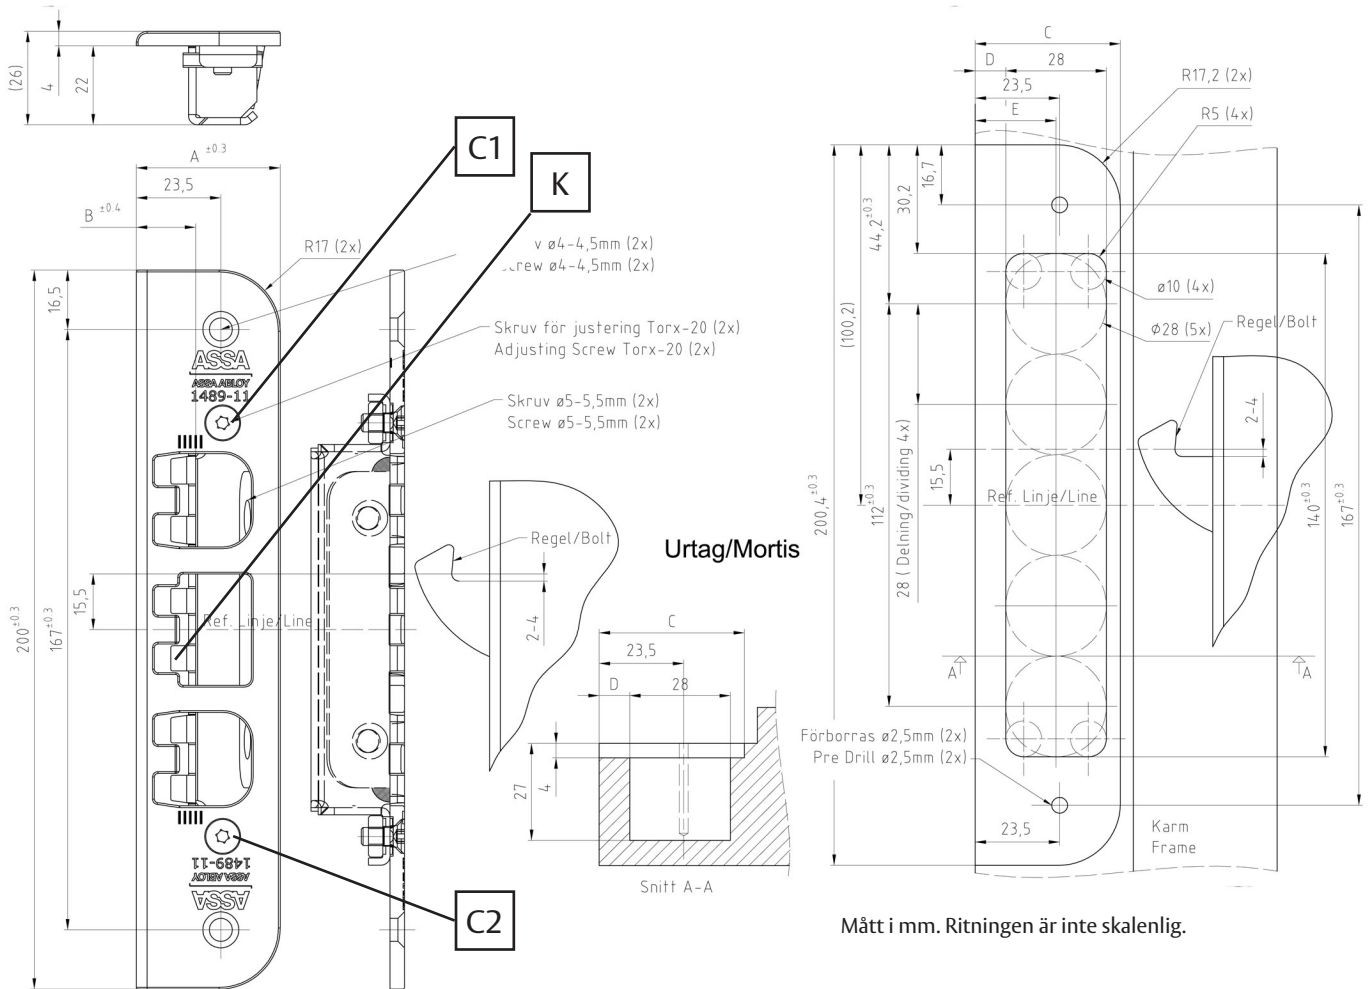 (26)
4
22
A ±0.3
23,5
B ±0.4
R17 (2x)
C1
K
v ø4-4,5mm (2x)
crew ø4-4,5mm (2x)
16,5
Skruv för justering Torx-20 (2x)
Adjusting Screw Torx-20 (2x)
ASSA
ASSA ABLOY
1489-11
Skruv ø5-5,5mm (2x)
Screw ø5-5,5mm (2x)
Regel/Bolt
2-4
15,5
Ref. Linje/Line
200±0.3
167±0.3
1489-11
ASSA ABLOY
ASSA
C2
Urtag/Mortis
C
23,5
D
28
27
4
Snitt A-A
C
D
28
23,5
E
R17,2 (2x)
R5 (4x)
16,7
30,2
44,2±0.3
(100,2)
ø10 (4x)
Φ28 (5x)
Regel/Bolt
2-4
15,5
Ref. Linje/Line
28 ( Delning/dividing 4x)
112±0.3
200,4±0.3
140±0.3
167±0.3
A
A
Förborras ø2,5mm (2x)
Pre Drill ø2,5mm (2x)
23,5
Karm
Frame
Mått i mm. Ritningen är inte skalenlig.